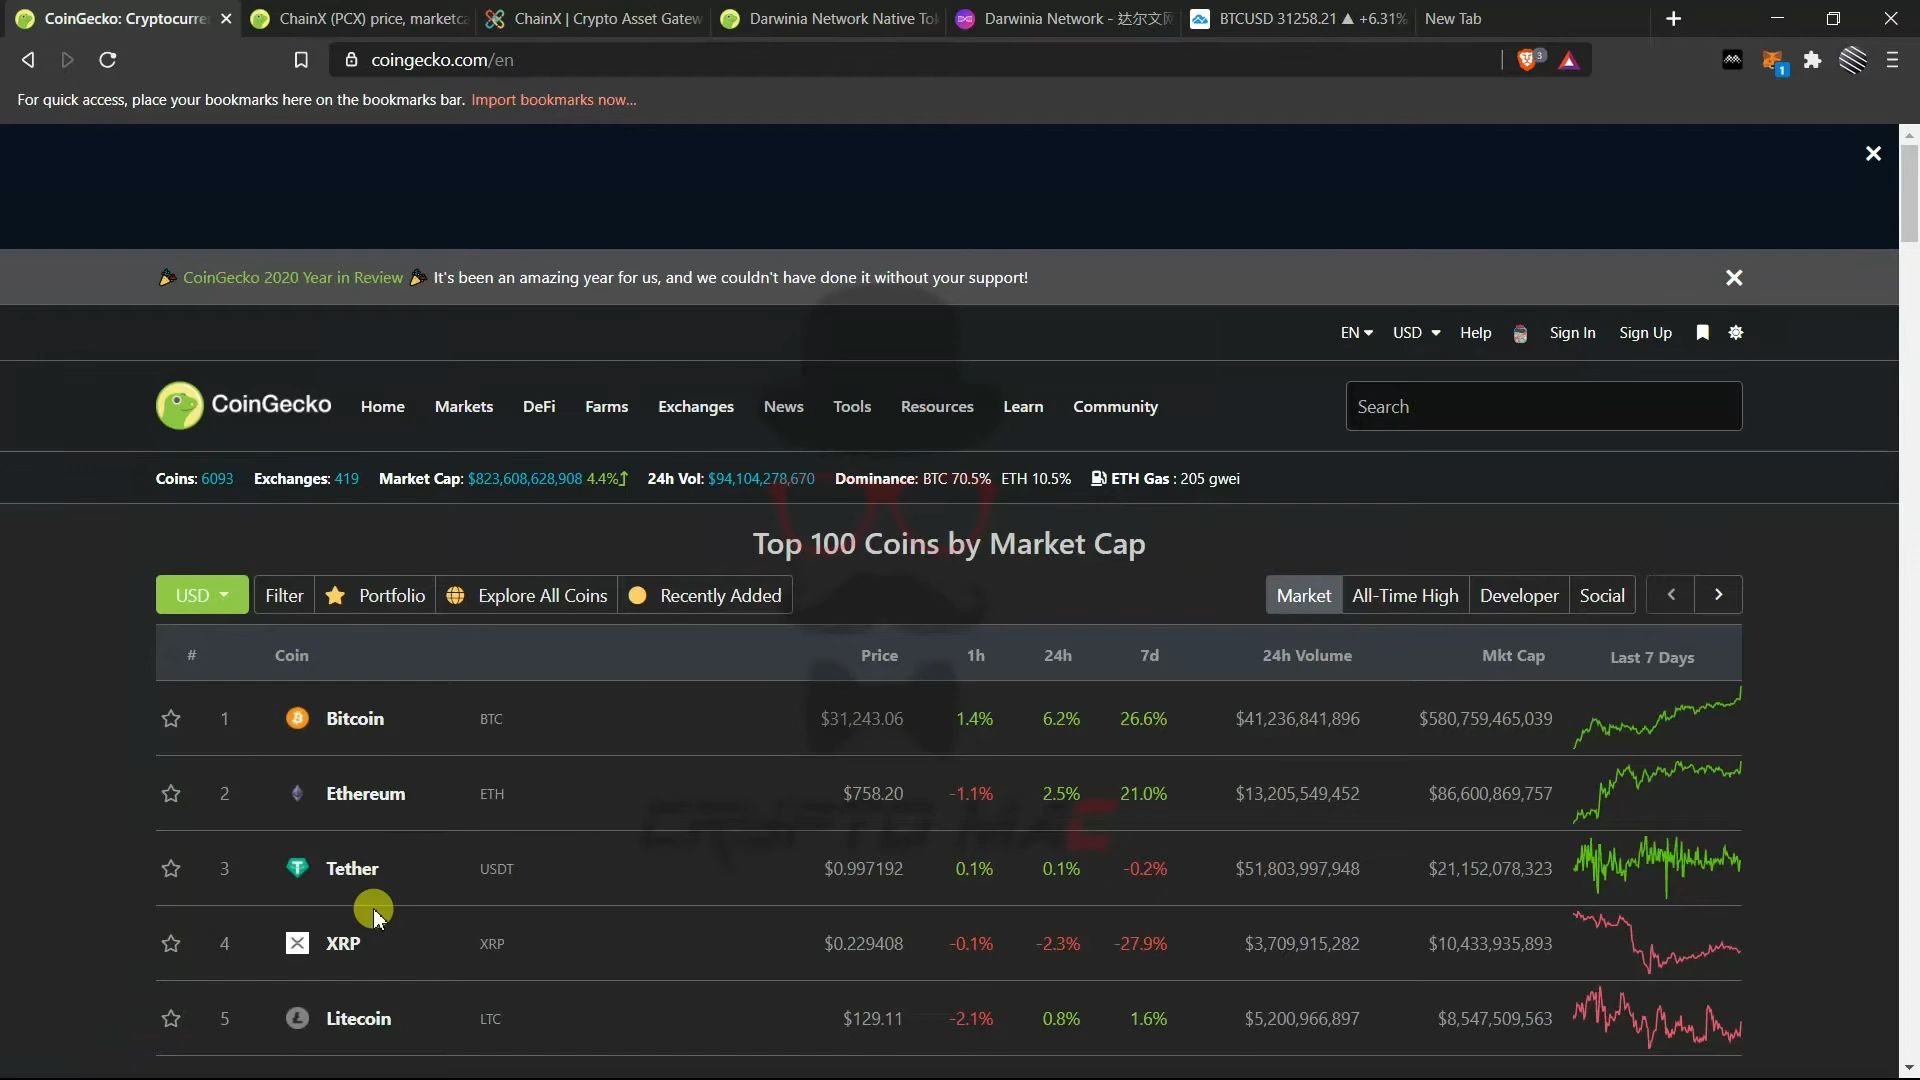 CoinGecko: Cryptocurre
ChainX (PCX) price, marketca
ChainX | Crypto Asset Gatew
Darwinia Network Native To
Darwinia Network - 达尔文网
BTCUSD 31258.21 ▲ +6.31%
New Tab
coingecko.com/en
3
1
For quick access, place your bookmarks here on the bookmarks bar. Import bookmarks now...
CoinGecko 2020 Year in Review It's been an amazing year for us, and we couldn't have done it without your support!
EN USD Help Sign In Sign Up
CoinGecko Home Markets DeFi Farms Exchanges News Tools Resources Learn Community Search
Coins: 6093 Exchanges: 419 Market Cap: $823,608,628,908 4.4% 24h Vol: $94,104,278,670 Dominance: BTC 70.5% ETH 10.5% ETH Gas : 205 gwei
Top 100 Coins by Market Cap
USD Filter Portfolio Explore All Coins Recently Added Market All-Time High Developer Social
# Coin Price 1h 24h 7d 24h Volume Mkt Cap Last 7 Days
1 Bitcoin BTC $31,243.06 1.4% 6.2% 26.6% $41,236,841,896 $580,759,465,039
2 Ethereum ETH $758.20 -1.1% 2.5% 21.0% $13,205,549,452 $86,600,869,757
3 Tether USDT $0.997192 0.1% 0.1% -0.2% $51,803,997,948 $21,152,078,323
4 XRP XRP $0.229408 -0.1% -2.3% -27.9% $3,709,915,282 $10,433,935,893
5 Litecoin LTC $129.11 -2.1% 0.8% 1.6% $5,200,966,897 $8,547,509,563